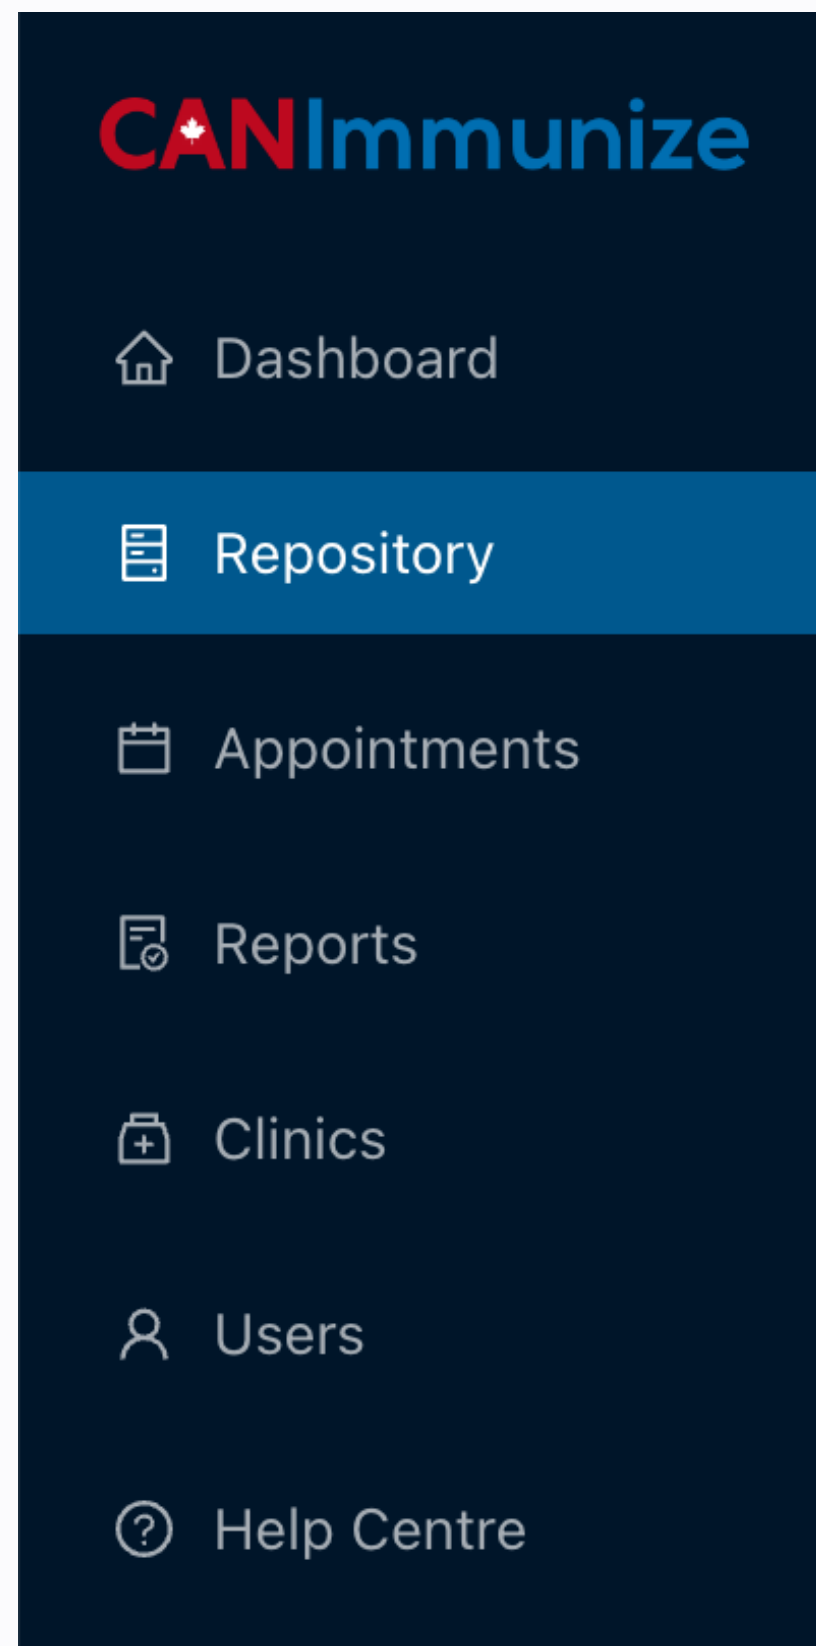 CANImmunize
Dashboard
Repository
Appointments
Reports
Clinics
Users
Help Centre